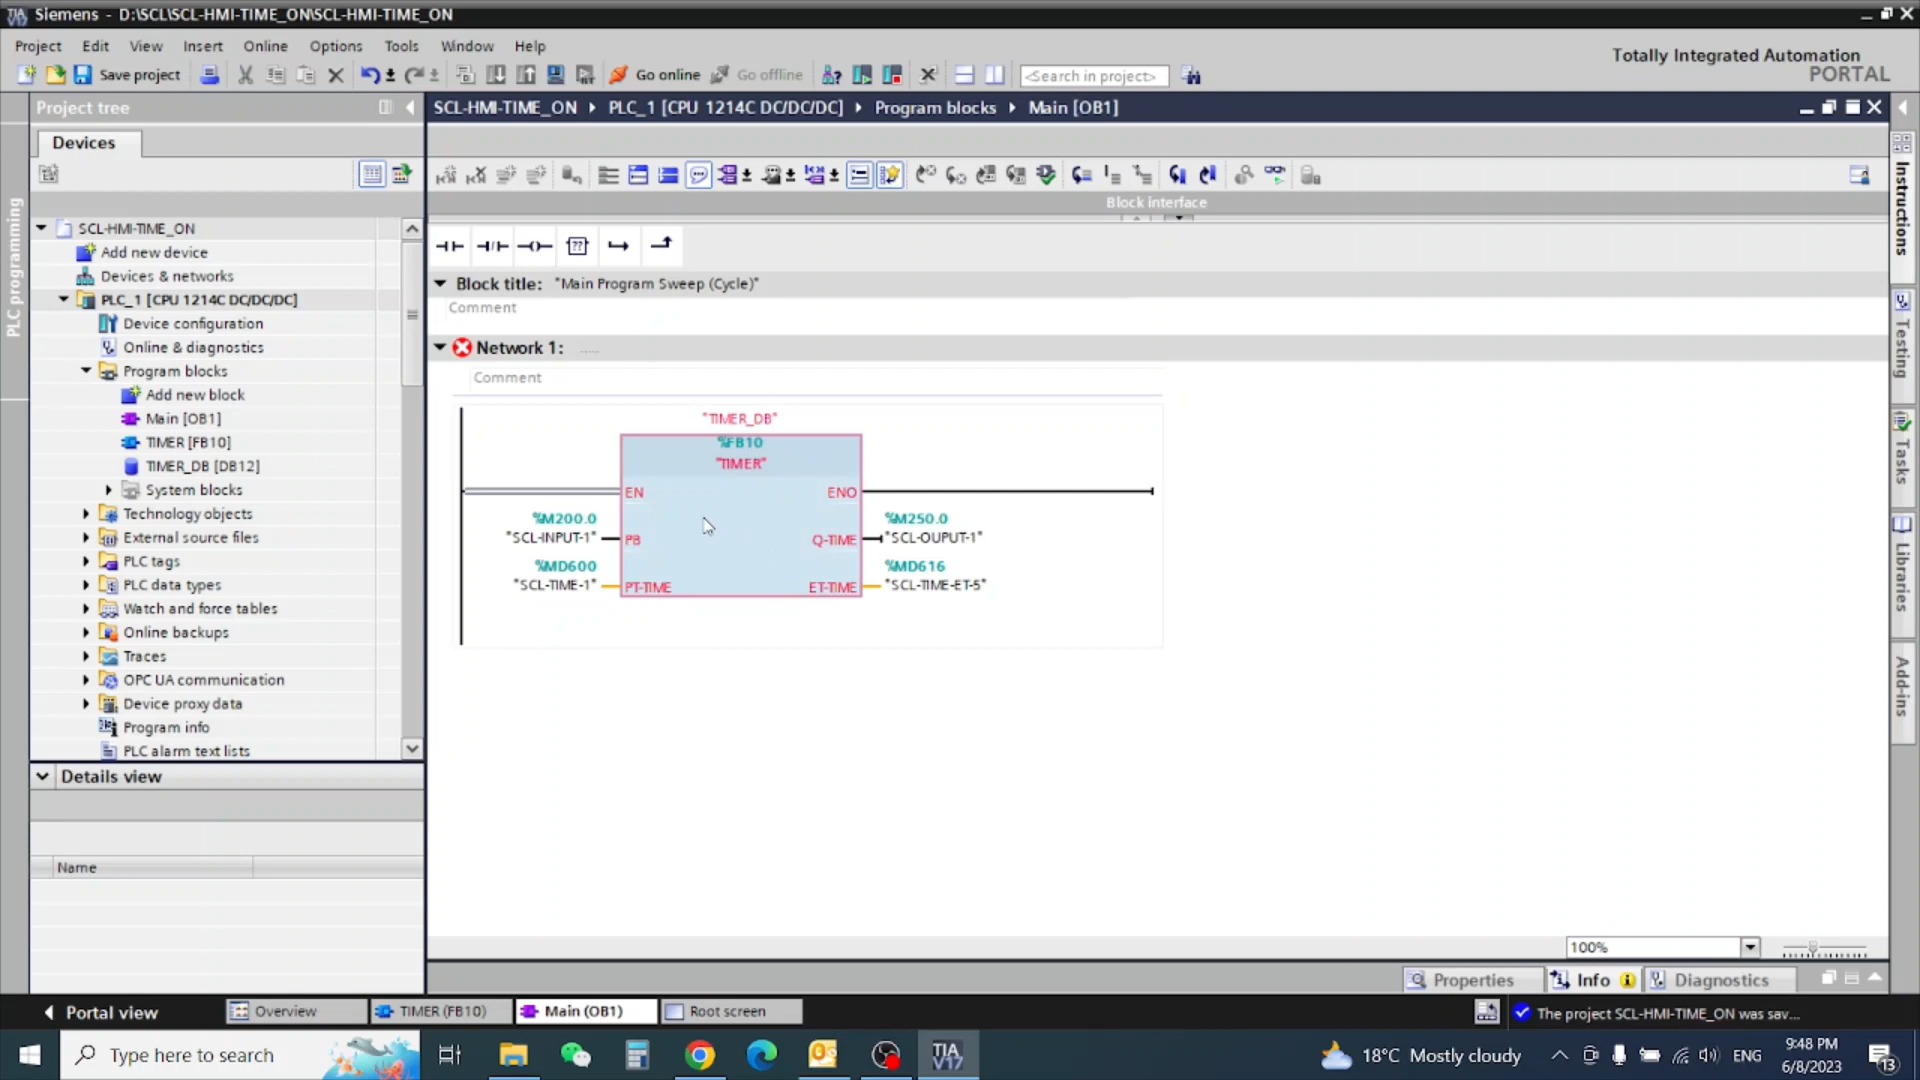 Siemens - D:\SCL\SCL-HMI-TIME_ON\SCL-HMI-TIME_ON
Project Edit View Insert Online Options Tools Window Help
Totally Integrated Automation
PORTAL
Save project
Go online
Go offline
<Search in project>
Project tree
SCL-HMI-TIME_ON
PLC_1 [CPU 1214C DC/DC/DC]
Program blocks
Main [OB1]
Devices
PLC programming
SCL-HMI-TIME_ON
Add new device
Devices & networks
PLC_1 [CPU 1214C DC/DC/DC]
Device configuration
Online & diagnostics
Program blocks
Add new block
Main [OB1]
TIMER [FB10]
TIMER_DB [DB12]
System blocks
Technology objects
External source files
PLC tags
PLC data types
Watch and force tables
Online backups
Traces
OPC UA communication
Device proxy data
Program info
PLC alarm text lists
Details view
Name
Block interface
??
Block title: "Main Program Sweep (Cycle)"
Comment
Network 1: .....
Comment
"TIMER_DB"
%FB10
"TIMER"
EN ENO
%M200.0
"SCL-INPUT-1"
PB
Q-TIME
%M250.0
"SCL-OUPUT-1"
%MD600
"SCL-TIME-1"
PT-TIME
ET-TIME
%MD616
"SCL-TIME-ET-5"
Instructions
Testing
Tasks
Libraries
Add-ins
100%
Properties
Info
Diagnostics
Portal view
Overview
TIMER (FB10)
Main (OB1)
Root screen
The project SCL-HMI-TIME_ON was sav...
Type here to search
TIA
V17
18°C Mostly cloudy
ENG
9:48 PM
6/8/2023
13